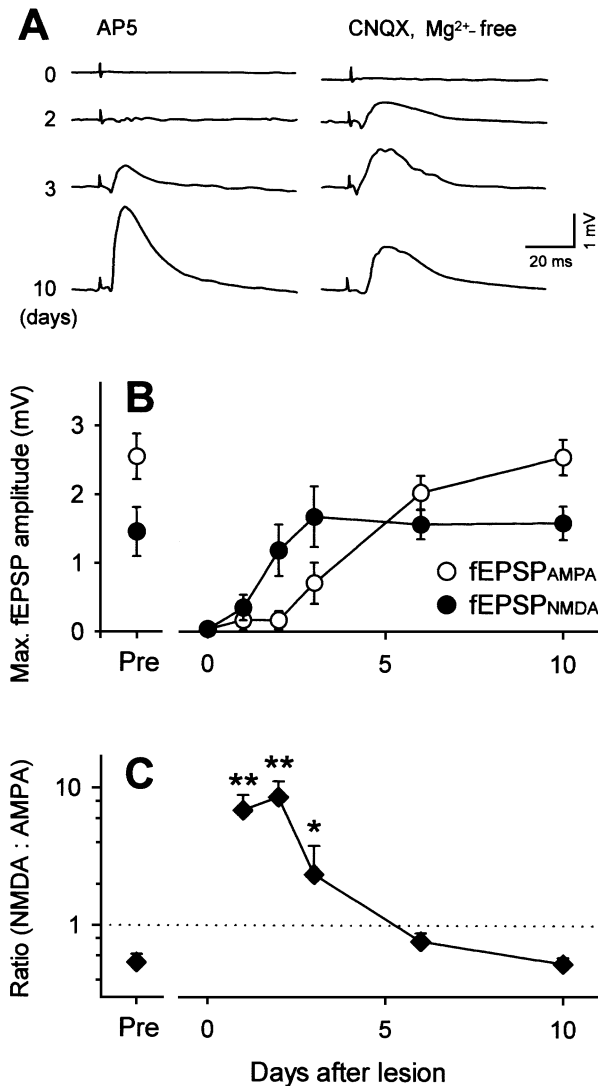 A
AP5
CNQX, Mg²⁺– free
0
2
3
10
(days)
1 mV
20 ms
B
Max. fEPSP amplitude (mV)
3
2
1
0
fEPSPAMPA
fEPSPNMDA
Pre
0
5
10
C
Ratio (NMDA : AMPA)
10
1
**
**
*
Pre
0
5
10
Days after lesion